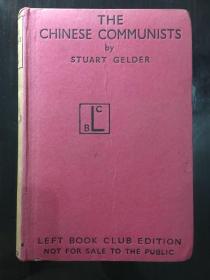 THE
CHINESE COMMUNISTS
by
STUART GELDER
L
B C
LEFT BOOK CLUB EDITION
NOT FOR SALE TO THE PUBLIC